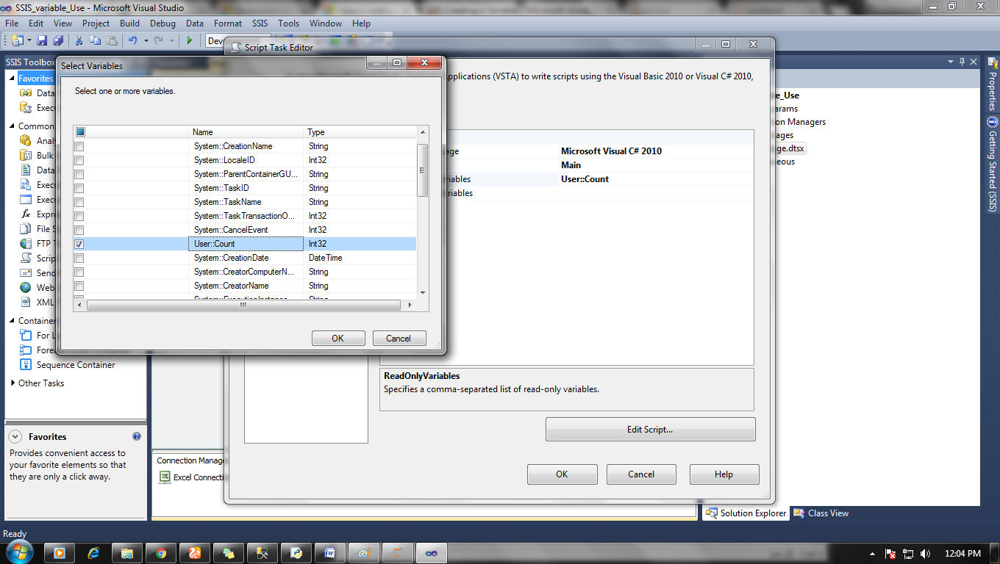 SSIS_variable_Use - Microsoft Visual Studio
File Edit View Project Build Debug Data Format SSIS Tools Window Help
Script Task Editor
SSIS Toolbox
Select Variables
Select one or more variables.
pplications (VSTA) to write scripts using the Visual Basic 2010 or Visual C# 2010,
Name Type
System::CreationName String
System::LocaleID Int32
System::ParentContainerGU... String
System::TaskID String
System::TaskName String
System::TaskTransactionO... Int32
System::CancelEvent Int32
User::Count Int32
System::CreationDate DateTime
System::CreatorComputerN... String
System::CreatorName String
OK Cancel
Favorites
Data
Exec
Common
Analy
Bulk
Data
Exec
Exec
Expre
File S
FTP T
Scrip
Send
Web
XML
Container
For L
Forea
Sequence Container
Other Tasks
age Microsoft Visual C# 2010
Main
riables User::Count
riables
ReadOnlyVariables
Specifies a comma-separated list of read-only variables.
Edit Script...
OK Cancel Help
e_Use
arams
on Managers
ages
ge.dtsx
eous
Properties
Getting Started (SSIS)
Favorites
Provides convenient access to
your favorite elements so that
they are only a click away.
Connection Manage
Excel Connecti
Solution Explorer Class View
Ready
12:04 PM